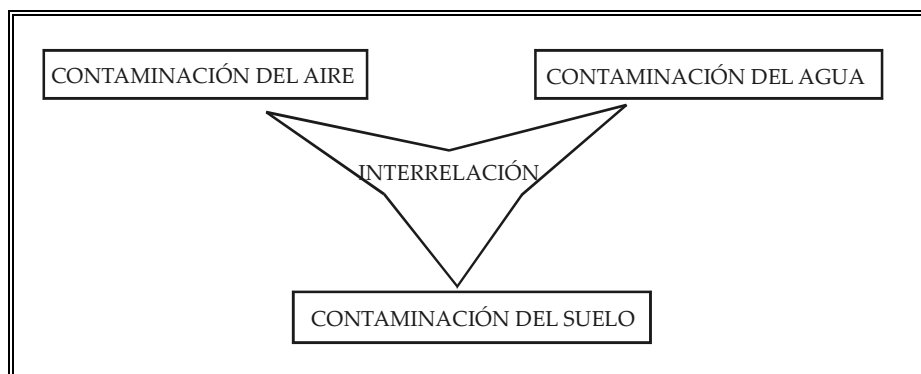 CONTAMINACIÓN DEL AIRE
CONTAMINACIÓN DEL AGUA
INTERRELACIÓN
CONTAMINACIÓN DEL SUELO